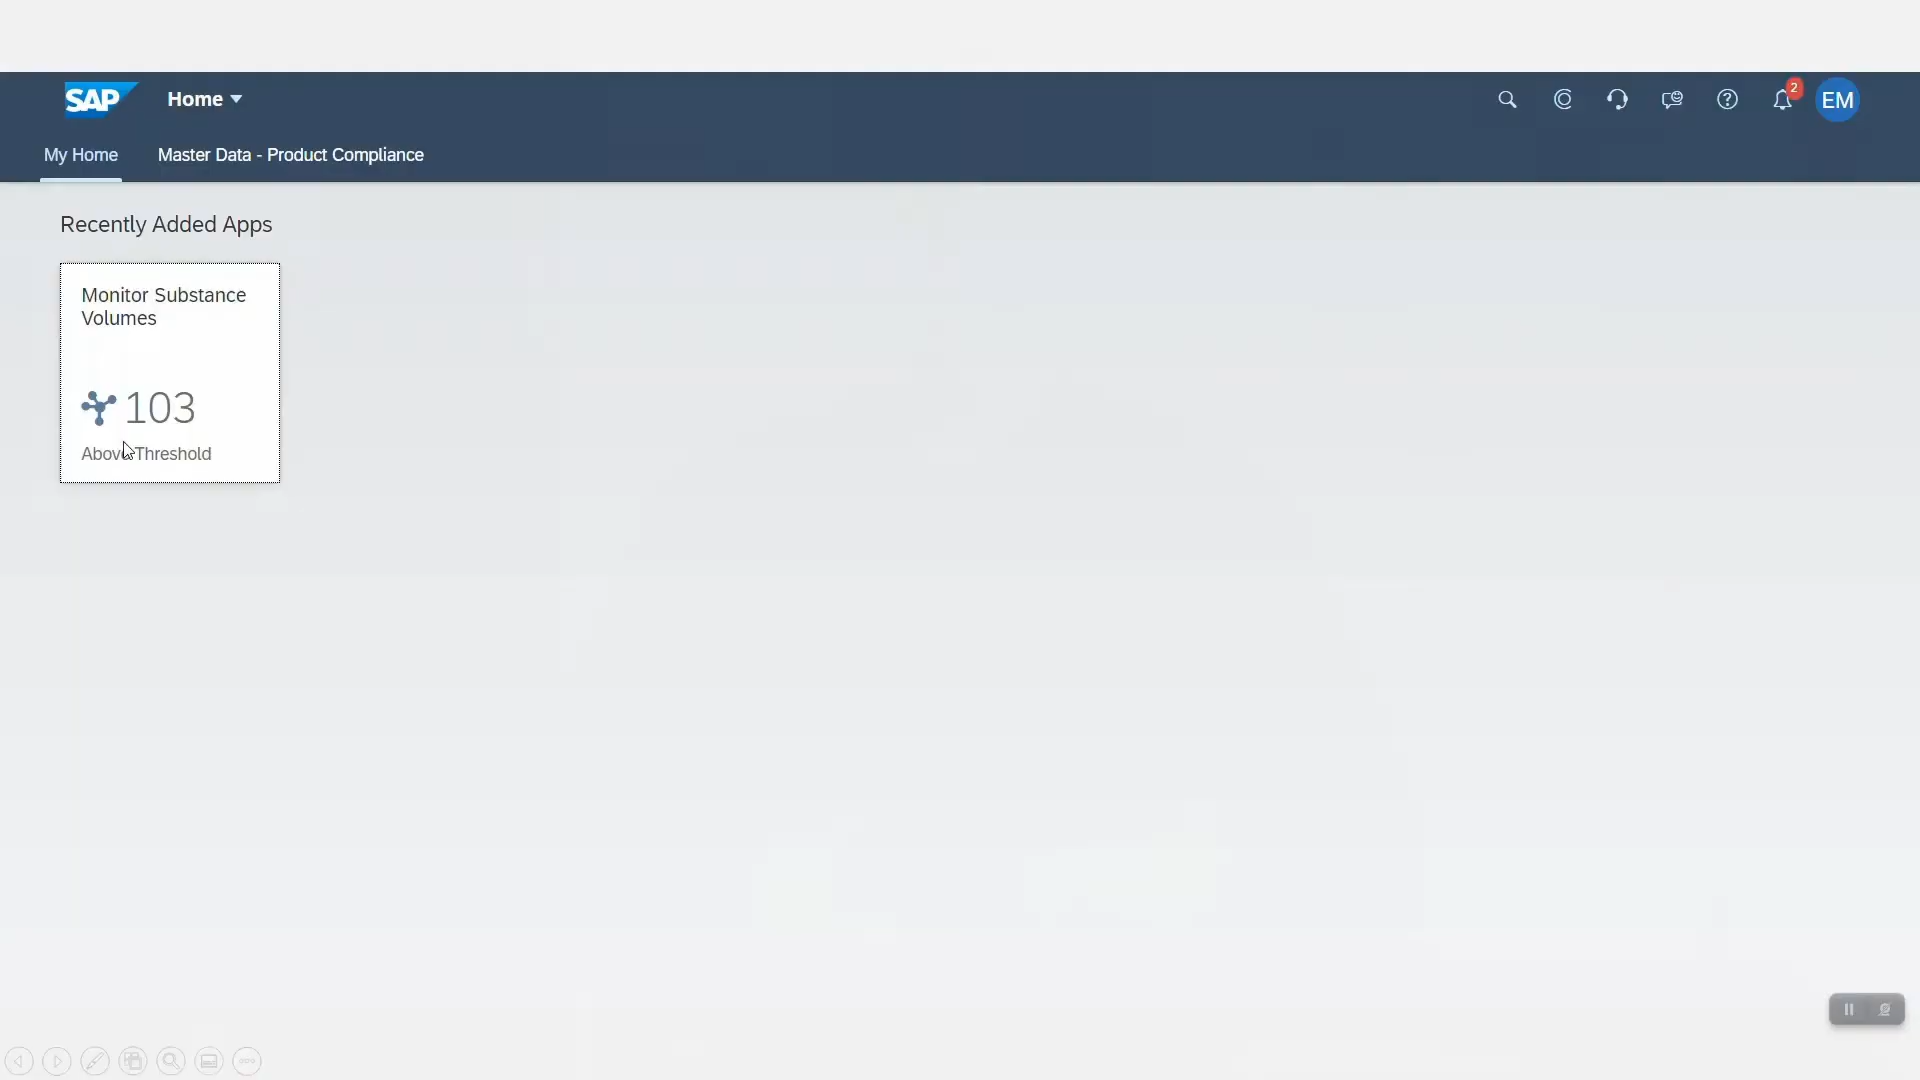 SAP Home
2
EM
My Home Master Data - Product Compliance
Recently Added Apps
Monitor Substance
Volumes
103
Above Threshold